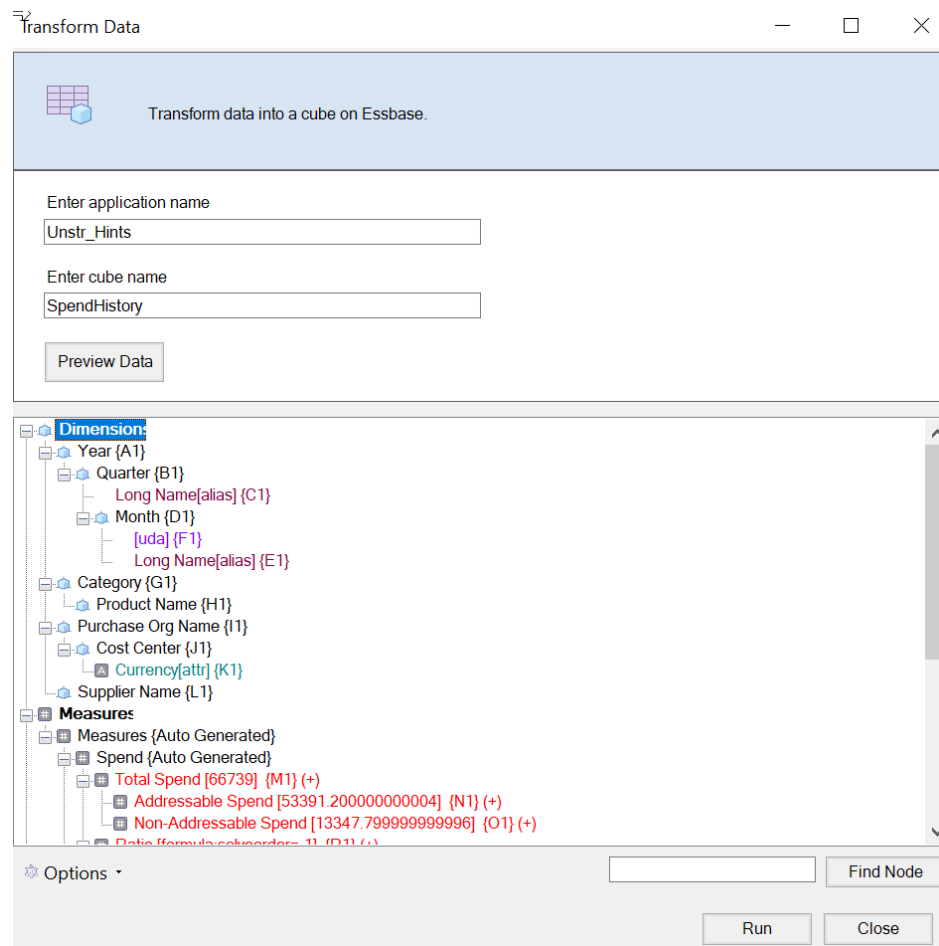 Transform Data
Transform data into a cube on Essbase.
Enter application name
Unstr_Hints
Enter cube name
SpendHistory
Preview Data
Dimensions
Year {A1}
Quarter {B1}
Long Name[alias] {C1}
Month {D1}
[uda] {F1}
Long Name[alias] {E1}
Category {G1}
Product Name {H1}
Purchase Org Name {I1}
Cost Center {J1}
A Currency[attr] {K1}
Supplier Name {L1}
# Measures
# Measures {Auto Generated}
# Spend {Auto Generated}
# Total Spend [66739] {M1} (+)
# Addressable Spend [53391.200000000004] {N1} (+)
# Non-Addressable Spend [13347.799999999996] {O1} (+)
Options
Find Node
Run Close